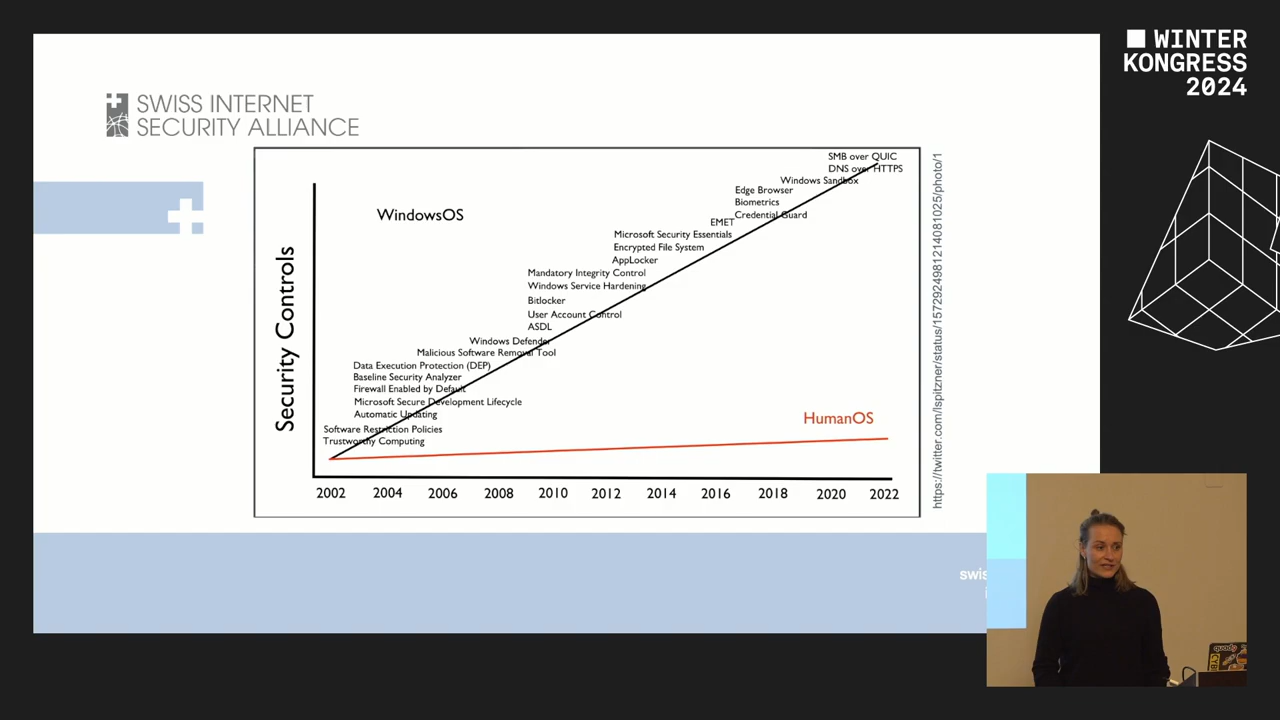 WINTER
KONGRESS
2024
SWISS INTERNET
SECURITY ALLIANCE
WindowsOS
Security Controls
SMB over QUIC
DNS over HTTPS
Windows Sandbox
Edge Browser
Biometrics
Credential Guard
EMET
Microsoft Security Essentials
Encrypted File System
AppLocker
Mandatory Integrity Control
Windows Service Hardening
Bitlocker
User Account Control
ASDL
Windows Defender
Malicious Software Removal Tool
Data Execution Protection (DEP)
Baseline Security Analyzer
Firewall Enabled by Default
Microsoft Secure Development Lifecycle
Automatic Updating
Software Restriction Policies
Trustworthy Computing
HumanOS
2002 2004 2006 2008 2010 2012 2014 2016 2018 2020 2022
https://twitter.com/lspitzner/status/1572924981214081025/photo/1
swis